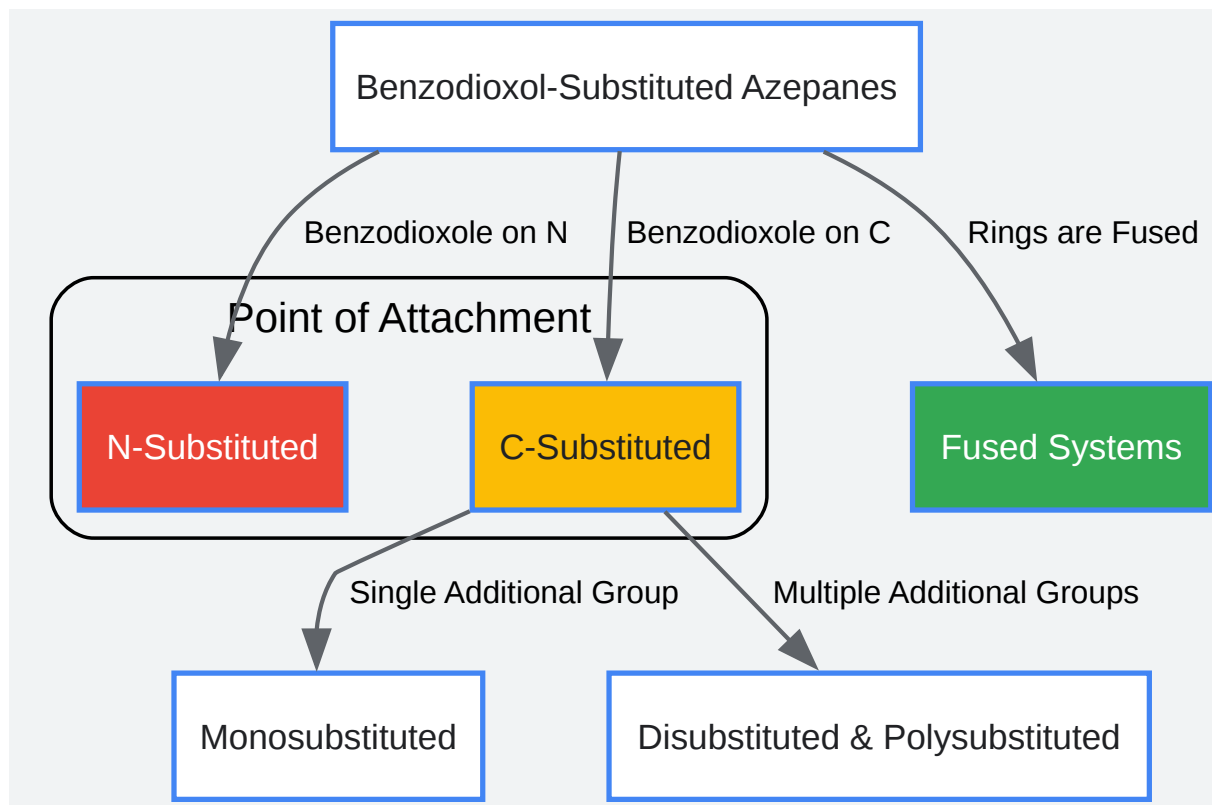 Benzodioxol-Substituted Azepanes
Benzodioxole on N
Benzodioxole on C
Rings are Fused
Point of Attachment
N-Substituted
C-Substituted
Fused Systems
Single Additional Group
Multiple Additional Groups
Monosubstituted
Disubstituted & Polysubstituted